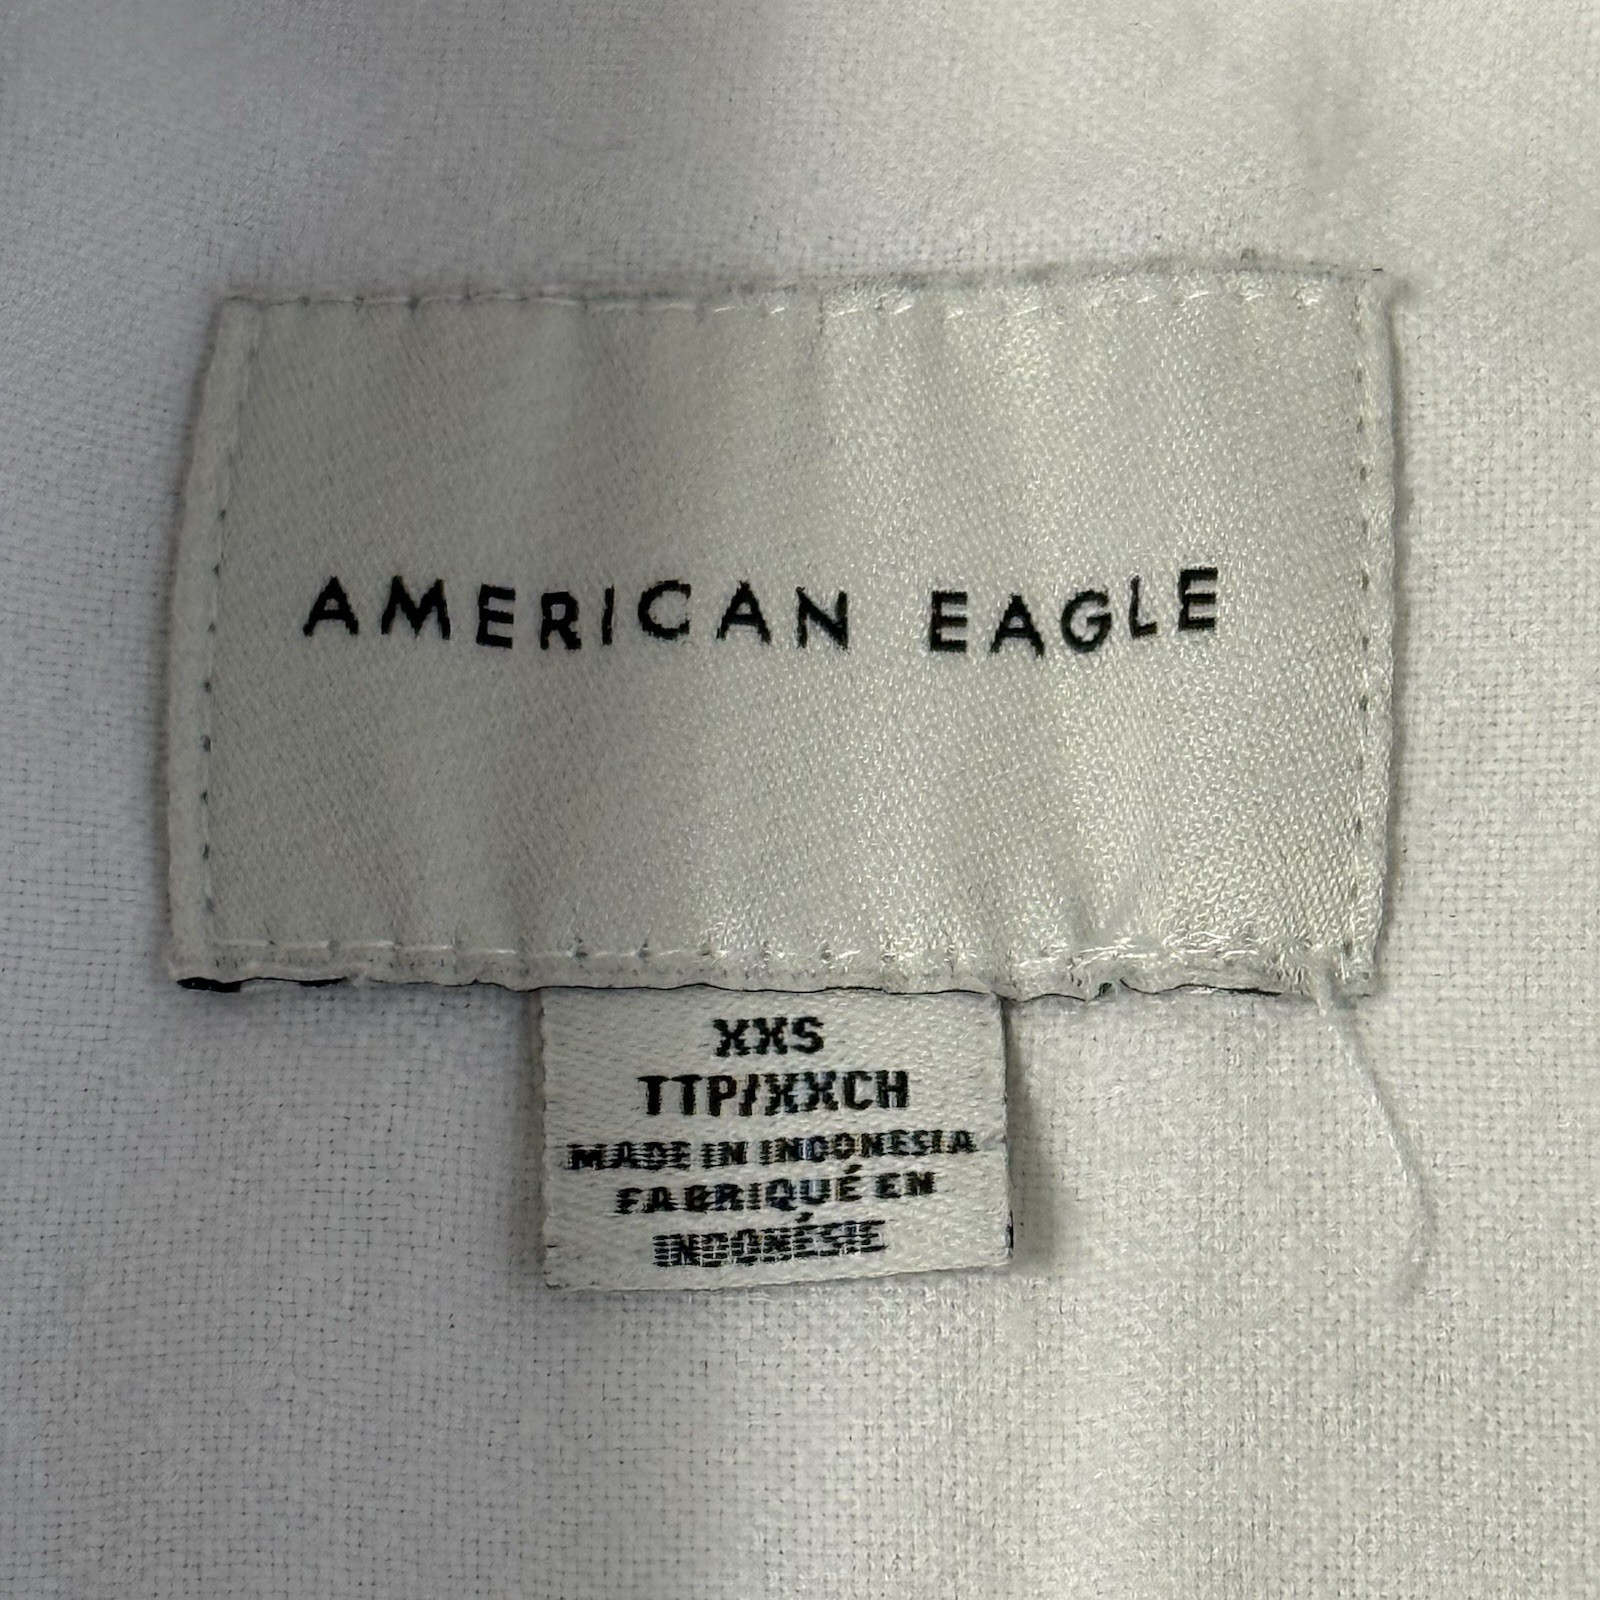 AMERICAN EAGLE
XXS
TTP/XXCH
MADE IN INDONESIA
FABRIQUÉ EN
INDONÉSIE